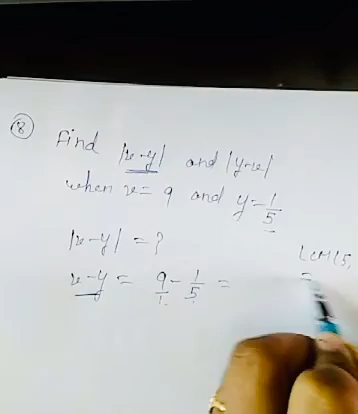 (8) Find |x-y| and |y-x|
when x = 9 and y = 1/5
|x-y| = ?
x-y = 9/1 - 1/5 =
LCM(5,